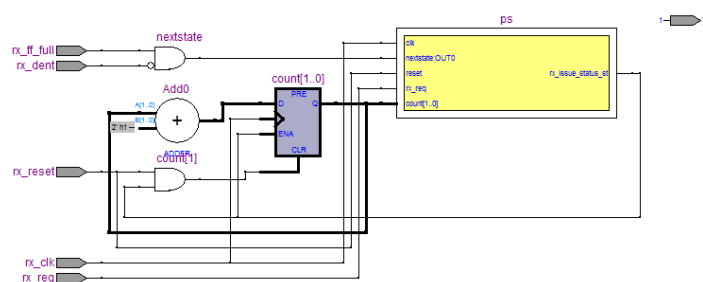 ps
nextstate
1
rx_ff_full
rx_dent
clk
nextstate:OUT0
reset
rx_req
count[1..0]
rx_issue_status_st
count[1..0]
PRE
D
Q
ENA
CLR
Add0
A[1..0]
B[1..0]
2' h1
+
ADDER
count[1]
rx_reset
rx_clk
rx_req